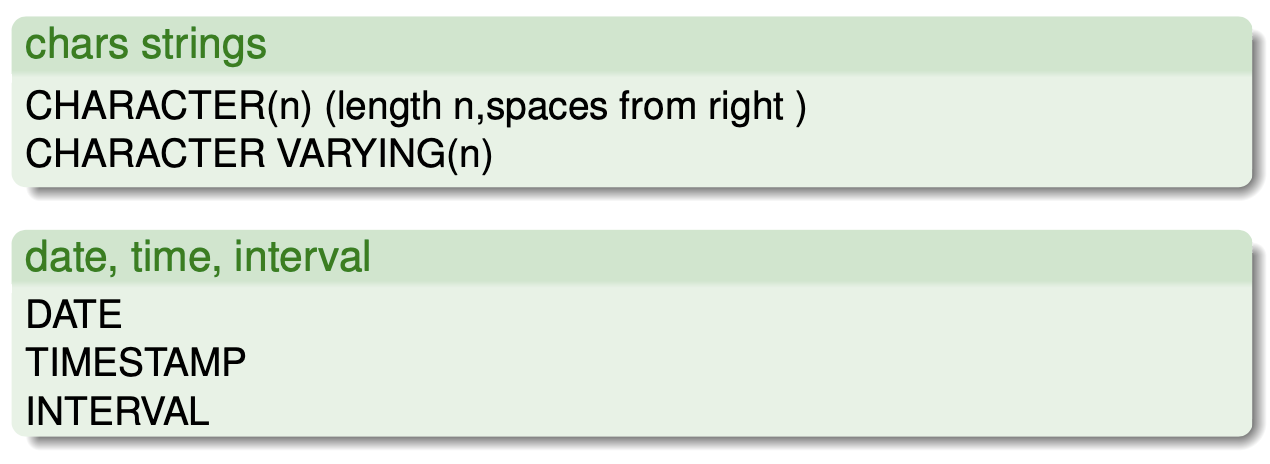 chars strings
CHARACTER(n) (length n,spaces from right )
CHARACTER VARYING(n)
date, time, interval
DATE
TIMESTAMP
INTERVAL